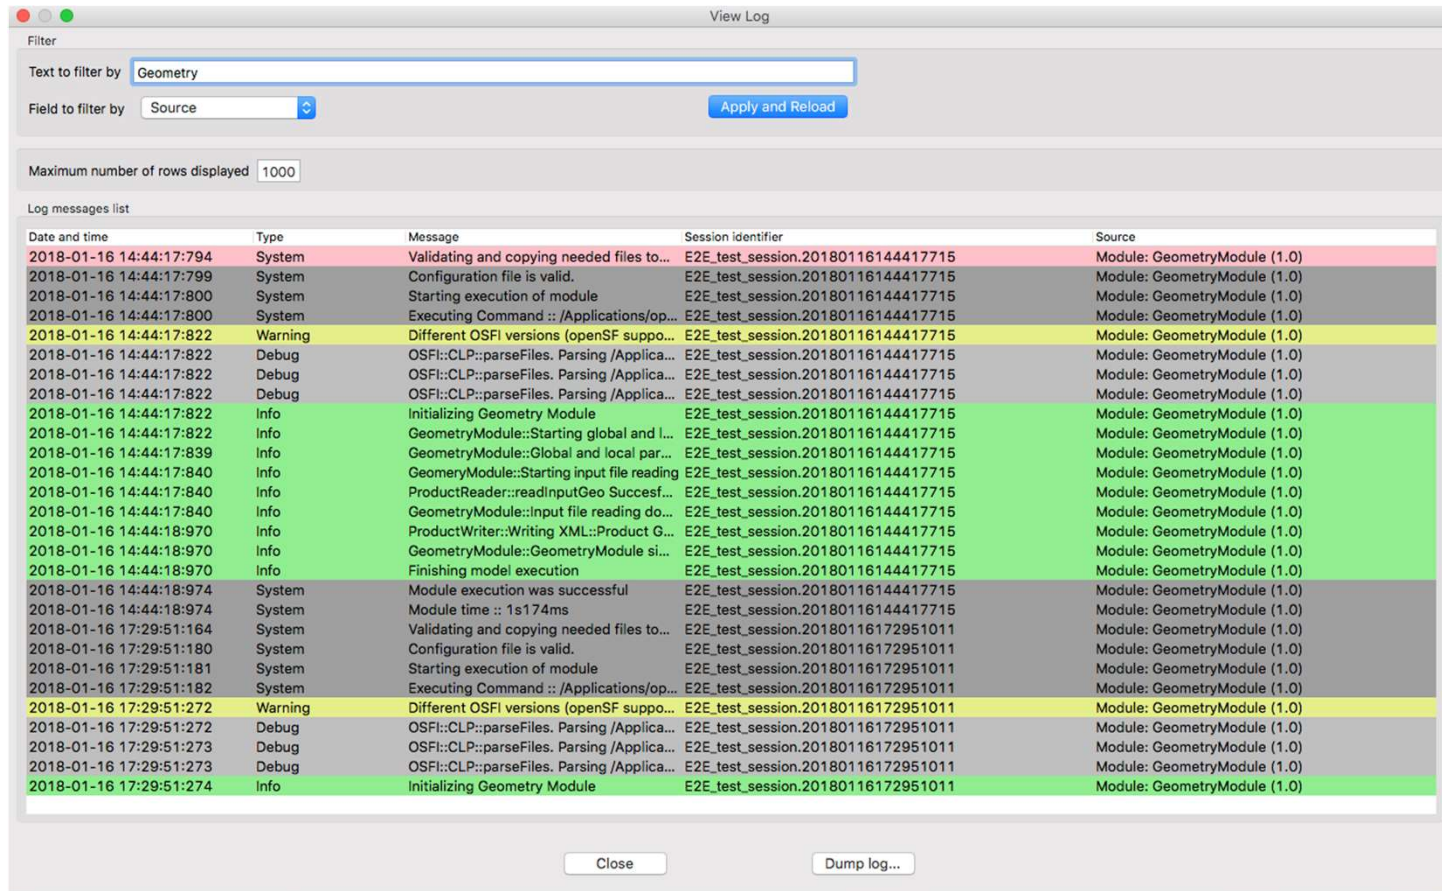 View Log
Filter
Text to filter by Geometry
Field to filter by Source Apply and Reload
Maximum number of rows displayed 1000
Log messages list
Date and time Type Message Session identifier Source
2018-01-16 14:44:17:794 System Validating and copying needed files to... E2E_test_session.20180116144417715 Module: GeometryModule (1.0)
2018-01-16 14:44:17:799 System Configuration file is valid. E2E_test_session.20180116144417715 Module: GeometryModule (1.0)
2018-01-16 14:44:17:800 System Starting execution of module E2E_test_session.20180116144417715 Module: GeometryModule (1.0)
2018-01-16 14:44:17:800 System Executing Command :: /Applications/op... E2E_test_session.20180116144417715 Module: GeometryModule (1.0)
2018-01-16 14:44:17:822 Warning Different OSFI versions (openSF suppo... E2E_test_session.20180116144417715 Module: GeometryModule (1.0)
2018-01-16 14:44:17:822 Debug OSFI::CLP::parseFiles. Parsing /Applica... E2E_test_session.20180116144417715 Module: GeometryModule (1.0)
2018-01-16 14:44:17:822 Debug OSFI::CLP::parseFiles. Parsing /Applica... E2E_test_session.20180116144417715 Module: GeometryModule (1.0)
2018-01-16 14:44:17:822 Debug OSFI::CLP::parseFiles. Parsing /Applica... E2E_test_session.20180116144417715 Module: GeometryModule (1.0)
2018-01-16 14:44:17:822 Info Initializing Geometry Module E2E_test_session.20180116144417715 Module: GeometryModule (1.0)
2018-01-16 14:44:17:822 Info GeometryModule::Starting global and l... E2E_test_session.20180116144417715 Module: GeometryModule (1.0)
2018-01-16 14:44:17:839 Info GeometryModule::Global and local par... E2E_test_session.20180116144417715 Module: GeometryModule (1.0)
2018-01-16 14:44:17:840 Info GeomeryModule::Starting input file reading E2E_test_session.20180116144417715 Module: GeometryModule (1.0)
2018-01-16 14:44:17:840 Info ProductReader::readInputGeo Succesf... E2E_test_session.20180116144417715 Module: GeometryModule (1.0)
2018-01-16 14:44:17:840 Info GeometryModule::Input file reading do... E2E_test_session.20180116144417715 Module: GeometryModule (1.0)
2018-01-16 14:44:18:970 Info ProductWriter::Writing XML::Product G... E2E_test_session.20180116144417715 Module: GeometryModule (1.0)
2018-01-16 14:44:18:970 Info GeometryModule::GeometryModule si... E2E_test_session.20180116144417715 Module: GeometryModule (1.0)
2018-01-16 14:44:18:970 Info Finishing model execution E2E_test_session.20180116144417715 Module: GeometryModule (1.0)
2018-01-16 14:44:18:974 System Module execution was successful E2E_test_session.20180116144417715 Module: GeometryModule (1.0)
2018-01-16 14:44:18:974 System Module time :: 1s174ms E2E_test_session.20180116144417715 Module: GeometryModule (1.0)
2018-01-16 17:29:51:164 System Validating and copying needed files to... E2E_test_session.20180116172951011 Module: GeometryModule (1.0)
2018-01-16 17:29:51:180 System Configuration file is valid. E2E_test_session.20180116172951011 Module: GeometryModule (1.0)
2018-01-16 17:29:51:181 System Starting execution of module E2E_test_session.20180116172951011 Module: GeometryModule (1.0)
2018-01-16 17:29:51:182 System Executing Command :: /Applications/op... E2E_test_session.20180116172951011 Module: GeometryModule (1.0)
2018-01-16 17:29:51:272 Warning Different OSFI versions (openSF suppo... E2E_test_session.20180116172951011 Module: GeometryModule (1.0)
2018-01-16 17:29:51:272 Debug OSFI::CLP::parseFiles. Parsing /Applica... E2E_test_session.20180116172951011 Module: GeometryModule (1.0)
2018-01-16 17:29:51:273 Debug OSFI::CLP::parseFiles. Parsing /Applica... E2E_test_session.20180116172951011 Module: GeometryModule (1.0)
2018-01-16 17:29:51:273 Debug OSFI::CLP::parseFiles. Parsing /Applica... E2E_test_session.20180116172951011 Module: GeometryModule (1.0)
2018-01-16 17:29:51:274 Info Initializing Geometry Module E2E_test_session.20180116172951011 Module: GeometryModule (1.0)
Close Dump log...